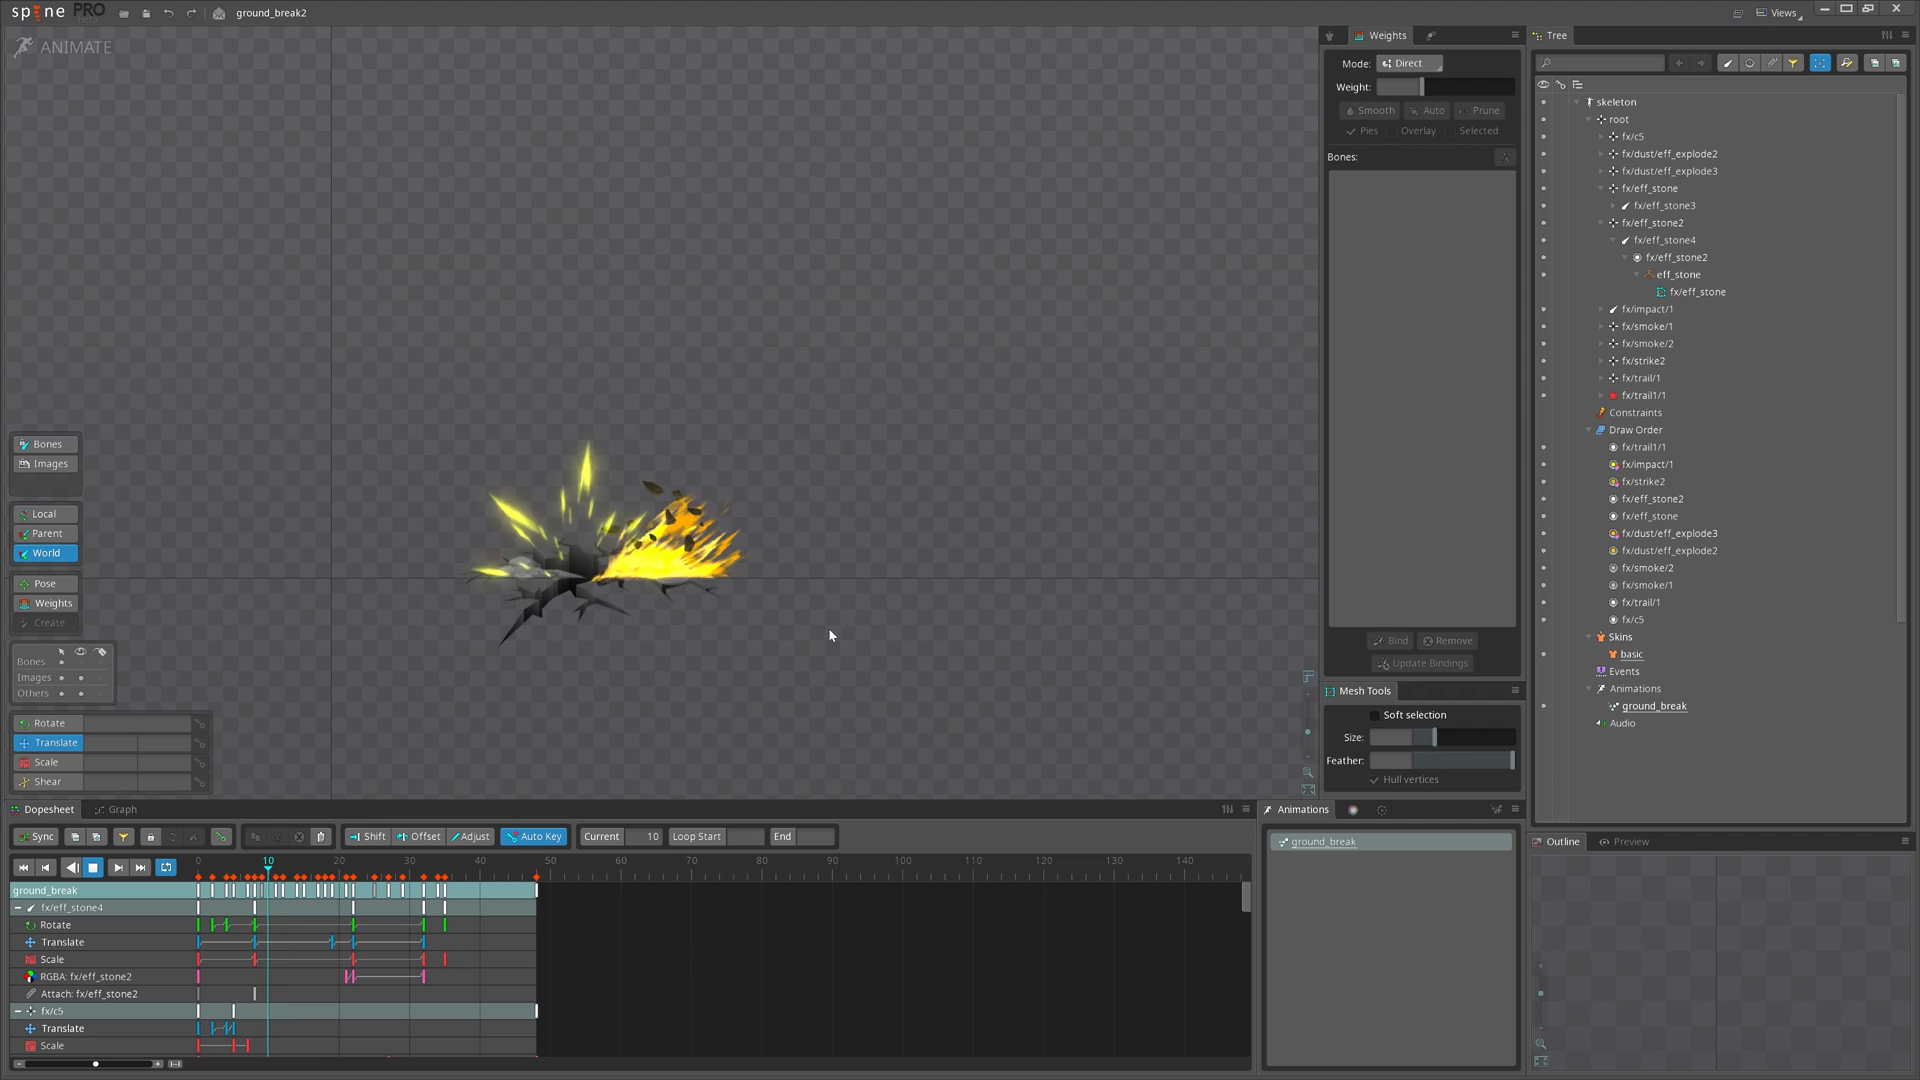 spine PRO
beta
ground_break2
Views
ANIMATE
Bones
Images
Local
Parent
World
Pose
Weights
Create
Bones
Images
Others
Rotate
Translate
Scale
Shear
Weights
Mode: Direct
Weight:
Smooth Auto Prune
Pies Overlay Selected
Bones:
Bind Remove
Update Bindings
Mesh Tools
Soft selection
Size:
Feather:
Hull vertices
Tree
skeleton
root
fx/c5
fx/dust/eff_explode2
fx/dust/eff_explode3
fx/eff_stone
fx/eff_stone3
fx/eff_stone2
fx/eff_stone4
fx/eff_stone2
eff_stone
fx/eff_stone
fx/impact/1
fx/smoke/1
fx/smoke/2
fx/strike2
fx/trail/1
fx/trail1/1
Constraints
Draw Order
fx/trail1/1
fx/impact/1
fx/strike2
fx/eff_stone2
fx/eff_stone
fx/dust/eff_explode3
fx/dust/eff_explode2
fx/smoke/2
fx/smoke/1
fx/trail/1
fx/c5
Skins
basic
Events
Animations
ground_break
Audio
Dopesheet Graph
Sync Shift Offset Adjust Auto Key Current 10 Loop Start End
0 10 20 30 40 50 60 70 80 90 100 110 120 130 140
ground_break
fx/eff_stone4
Rotate
Translate
Scale
RGBA: fx/eff_stone2
Attach: fx/eff_stone2
fx/c5
Translate
Scale
Animations
ground_break
Outline Preview